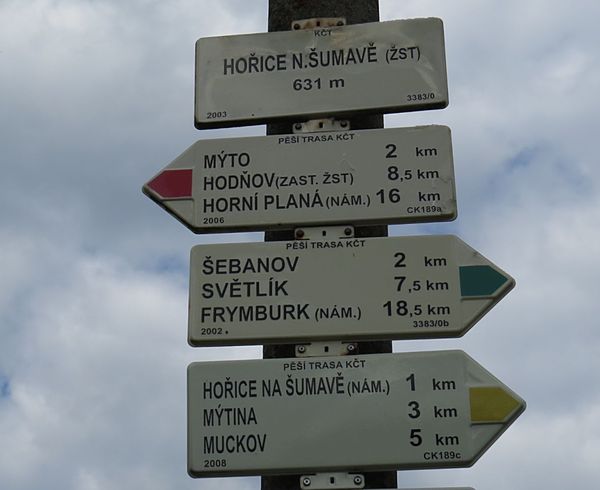 KČT
HOŘICE N.ŠUMAVĚ (ŽST)
631 m
2003 3383/0
PĚŠÍ TRASA KČT
MÝTO 2 km
HODŇOV(ZAST. ŽST) 8,5 km
HORNÍ PLANÁ(NÁM.) 16 km
2006 CK189a
PĚŠÍ TRASA KČT
ŠEBANOV 2 km
SVĚTLÍK 7,5 km
FRYMBURK (NÁM.) 18,5 km
2002 3383/0b
PĚŠÍ TRASA KČT
HOŘICE NA ŠUMAVĚ(NÁM.) 1 km
MÝTINA 3 km
MUCKOV 5 km
2008 CK189c